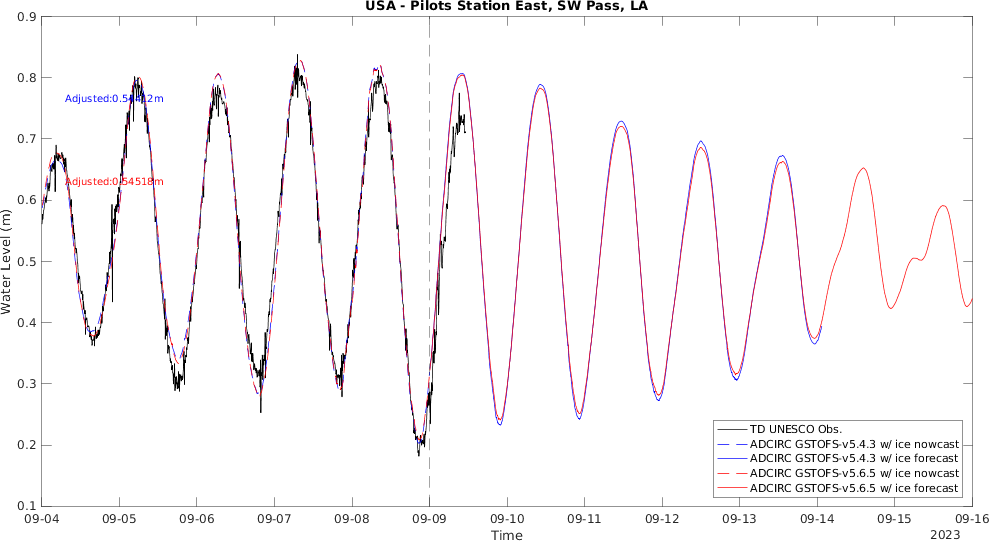 USA - Pilots Station East, SW Pass, LA
0.9
0.8
0.7
0.6
0.5
0.4
0.3
0.2
0.1
Water Level (m)
Adjusted:0.54518m
TD UNESCO Obs.
ADCIRC GSTOFS-v5.4.3 w/ ice nowcast
ADCIRC GSTOFS-v5.4.3 w/ ice forecast
ADCIRC GSTOFS-v5.6.5 w/ ice nowcast
ADCIRC GSTOFS-v5.6.5 w/ ice forecast
09-04 09-05 09-06 09-07 09-08 09-09 09-10 09-11 09-12 09-13 09-14 09-15 09-16
Time
2023